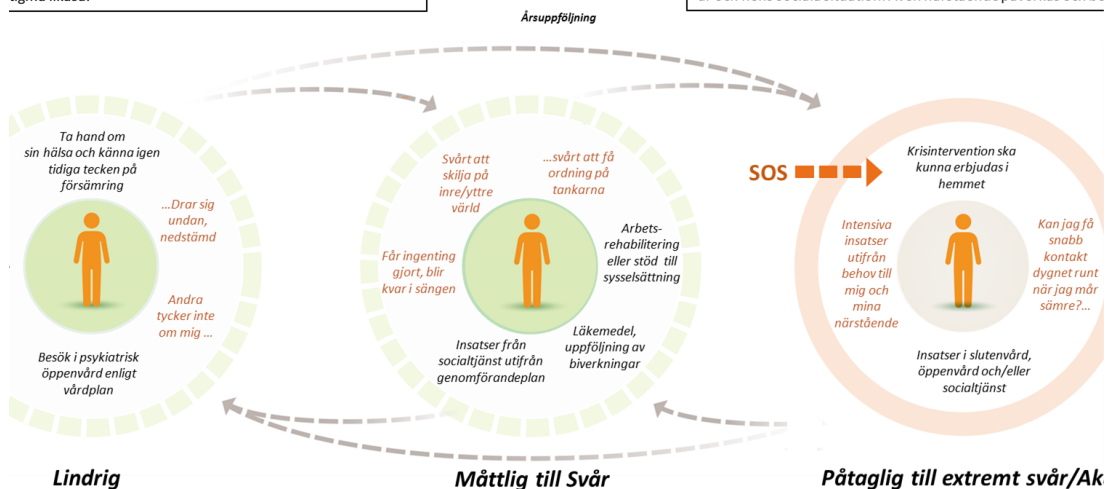 Årsuppföljning
Ta hand om
sin hälsa och känna igen
tidiga tecken på
försämring
…Drar sig
undan,
nedstämd
Andra
tycker inte
om mig …
Besök i psykiatrisk
öppenvård enligt
vårdplan
Lindrig
Svårt att
skilja på
inre/yttre
värld
…svårt att få
ordning på
tankarna
Får ingenting
gjort, blir
kvar i sängen
Arbets-
rehabilitering
eller stöd till
sysselsättning
Insatser från
socialtjänst utifrån
genomförandeplan
Läkemedel,
uppföljning av
biverkningar
Måttlig till Svår
SOS
Krisintervention ska
kunna erbjudas i
hemmet
Intensiva
insatser
utifrån
behov till
mig och
mina
närstående
Kan jag få
snabb
kontakt
dygnet runt
när jag mår
sämre?…
Insatser i slutenvård,
öppenvård och/eller
socialtjänst
Påtaglig till extremt svår/Ak